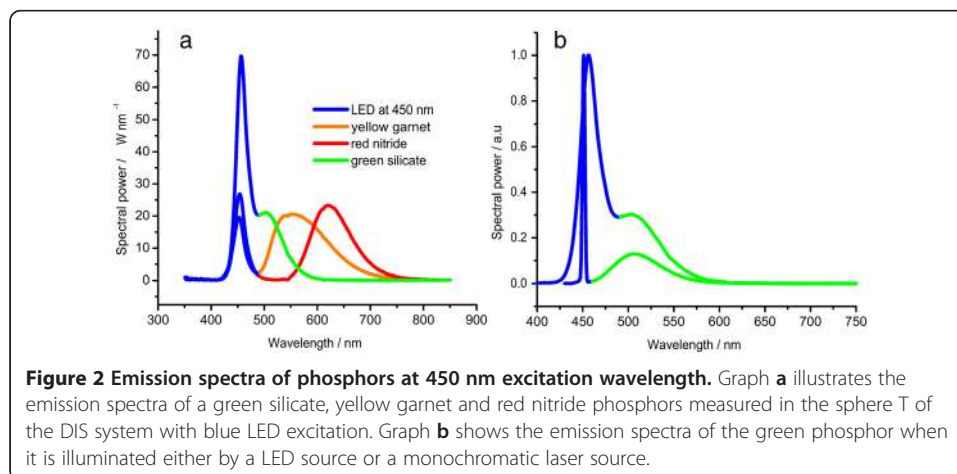 a
70
60
50
40
30
20
10
0
Spectral power / W nm⁻¹
LED at 450 nm
yellow garnet
red nitride
green silicate
300 400 500 600 700 800 900
Wavelength / nm
b
1.0
0.8
0.6
0.4
0.2
0.0
Spectral power / a.u
400 450 500 550 600 650 700 750
Wavelength / nm
Figure 2 Emission spectra of phosphors at 450 nm excitation wavelength. Graph a illustrates the
emission spectra of a green silicate, yellow garnet and red nitride phosphors measured in the sphere T of
the DIS system with blue LED excitation. Graph b shows the emission spectra of the green phosphor when
it is illuminated either by a LED source or a monochromatic laser source.